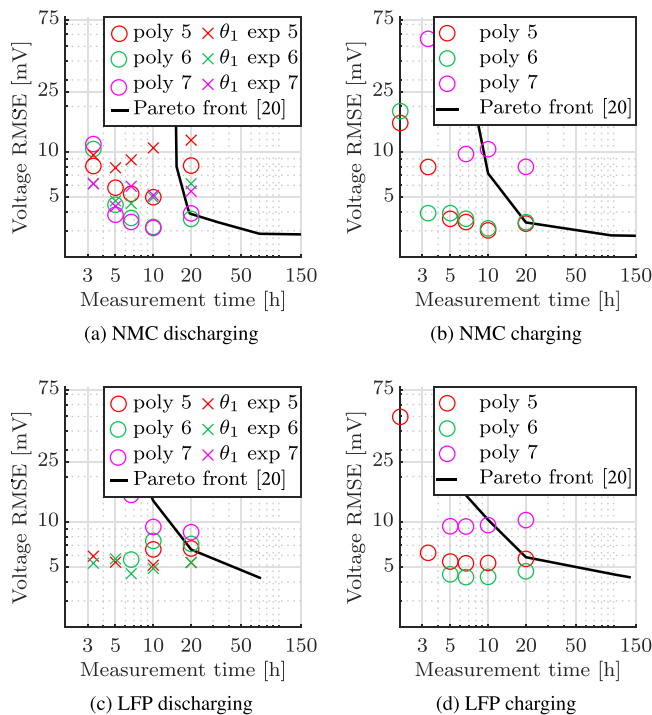 75
25
10
5
Voltage RMSE [mV]
poly 5 θ1 exp 5
poly 6 θ1 exp 6
poly 7 θ1 exp 7
Pareto front [20]
3 5 10 20 50 150
Measurement time [h]
(a) NMC discharging
75
25
10
5
Voltage RMSE [mV]
poly 5
poly 6
poly 7
Pareto front [20]
3 5 10 20 50 150
Measurement time [h]
(b) NMC charging
75
25
10
5
Voltage RMSE [mV]
poly 5 θ1 exp 5
poly 6 θ1 exp 6
poly 7 θ1 exp 7
Pareto front [20]
3 5 10 20 50 150
Measurement time [h]
(c) LFP discharging
75
25
10
5
Voltage RMSE [mV]
poly 5
poly 6
poly 7
Pareto front [20]
3 5 10 20 50 150
Measurement time [h]
(d) LFP charging